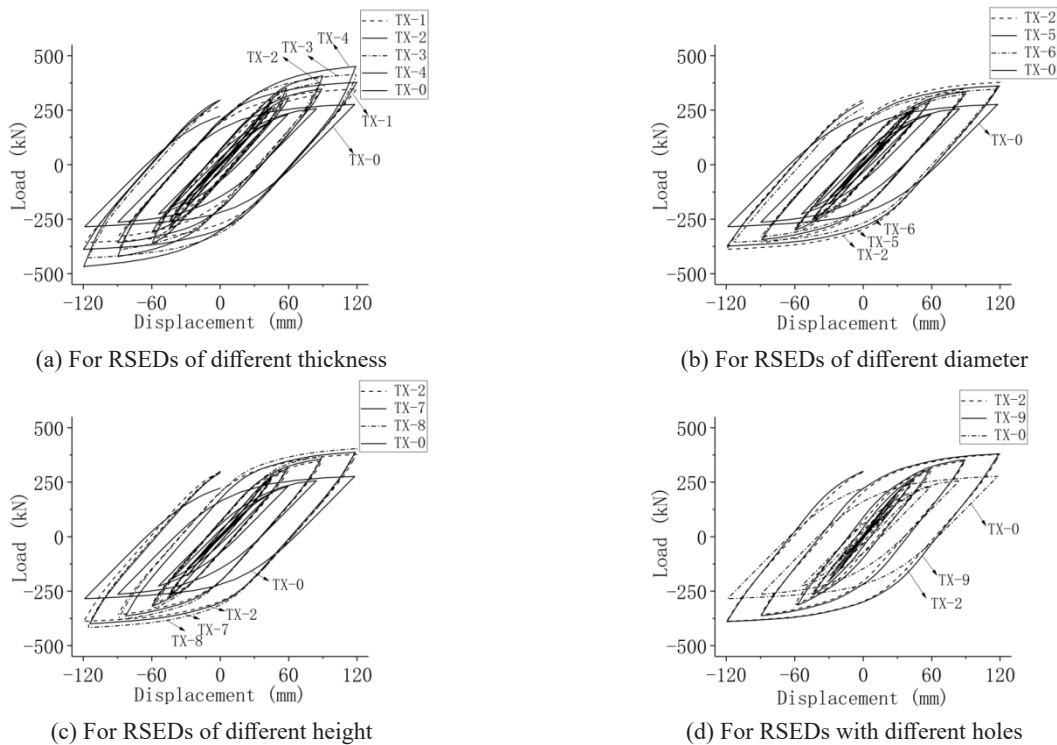 TX-1
TX-2
TX-3
TX-4
TX-0
500
250
0
-250
-500
Load (kN)
-120 -60 0 60 120
Displacement (mm)
TX-4
TX-3
TX-2
TX-1
TX-0
(a) For RSEDs of different thickness
TX-2
TX-5
TX-6
TX-0
500
250
0
-250
-500
Load (kN)
-120 -60 0 60 120
Displacement (mm)
TX-0
TX-6
TX-5
TX-2
(b) For RSEDs of different diameter
TX-2
TX-7
TX-8
TX-0
500
250
0
-250
-500
Load (kN)
-120 -60 0 60 120
Displacement (mm)
TX-0
TX-2
TX-7
TX-8
(c) For RSEDs of different height
TX-2
TX-9
TX-0
500
250
0
-250
-500
Load (kN)
-120 -60 0 60 120
Displacement (mm)
TX-0
TX-9
TX-2
(d) For RSEDs with different holes